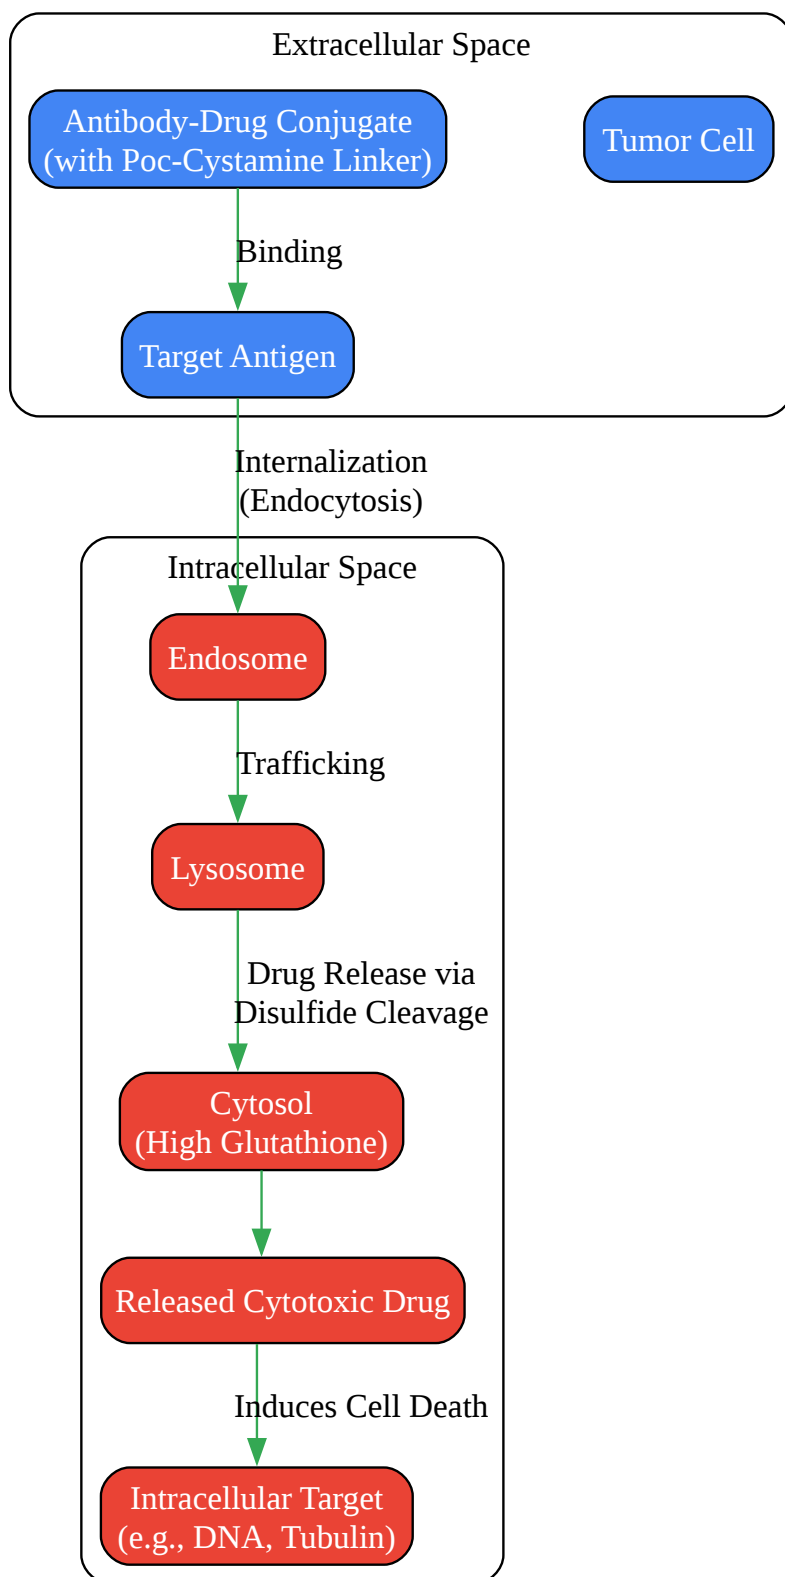 Extracellular Space
Antibody-Drug Conjugate
(with Poc-Cystamine Linker)
Tumor Cell
Binding
Target Antigen
Internalization
(Endocytosis)
Intracellular Space
Endosome
Trafficking
Lysosome
Drug Release via
Disulfide Cleavage
Cytosol
(High Glutathione)
Released Cytotoxic Drug
Induces Cell Death
Intracellular Target
(e.g., DNA, Tubulin)